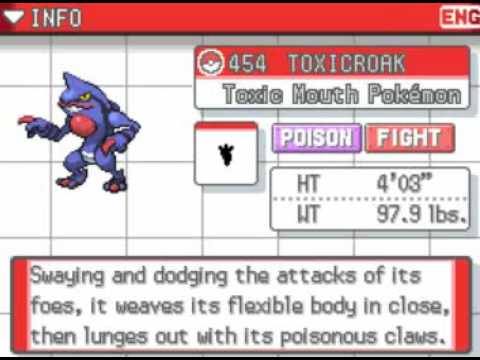 INFO
ENG
454 TOXICROAK
Toxic Mouth Pokémon
POISON FIGHT
HT 4'03"
WT 97.9 lbs.
Swaying and dodging the attacks of its
foes, it weaves its flexible body in close,
then lunges out with its poisonous claws.